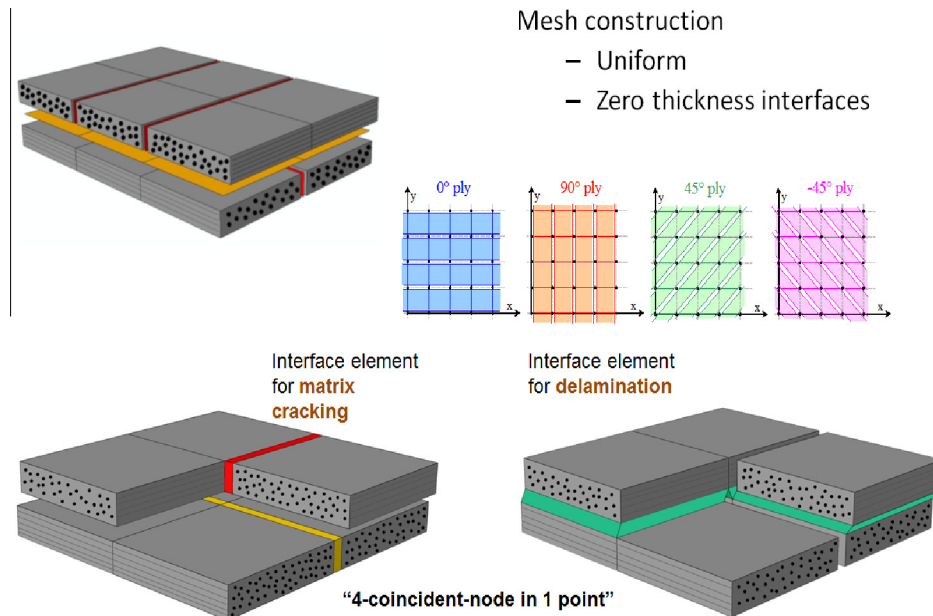 Mesh construction
– Uniform
– Zero thickness interfaces
0° ply
90° ply
45° ply
-45° ply
y
y
y
y
x
x
x
x
Interface element
for matrix
cracking
Interface element
for delamination
“4-coincident-node in 1 point”